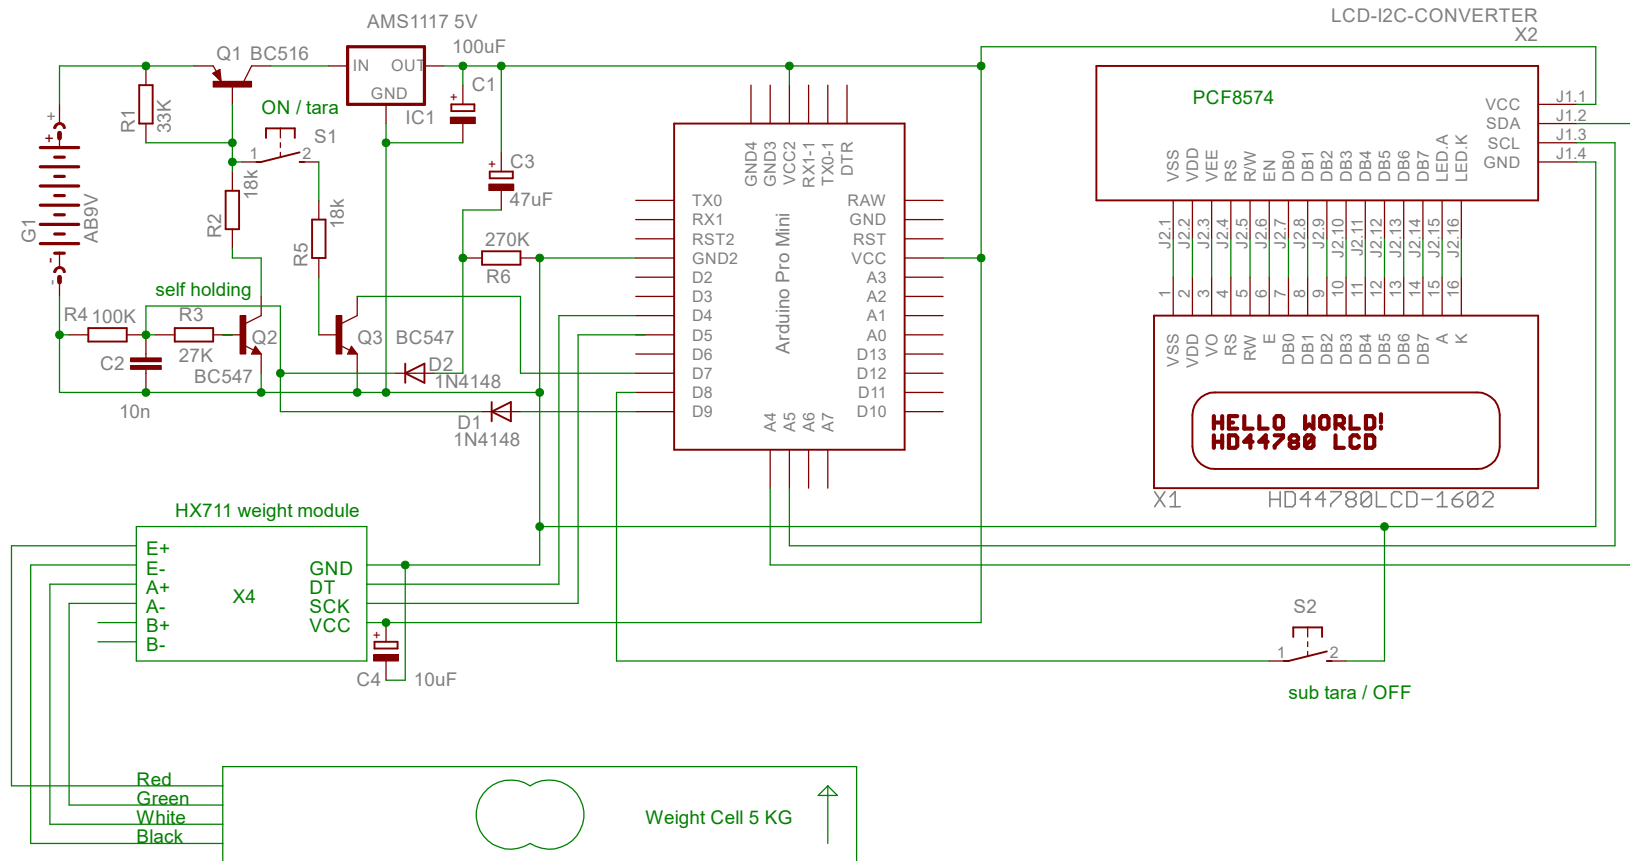 LCD-I2C-CONVERTER
X2
AMS1117 5V
Q1 BC516
IN
OUT
GND
IC1
100uF
C1
+
R1
33K
ON / tara
S1
1
2
18k
R2
18k
R5
+
+
G1
AB9V
-
-
C3
+
47uF
270K
R6
self holding
R4
100K
R3
27K
C2
10n
Q2
BC547
Q3
BC547
D2
1N4148
D1
1N4148
GND4
GND3
VCC2
RX1-1
TX0-1
DTR
TX0
RX1
RST2
GND2
D2
D3
D4
D5
D6
D7
D8
D9
Arduino Pro Mini
RAW
GND
RST
VCC
A3
A2
A1
A0
D13
D12
D11
D10
A4
A5
A6
A7
PCF8574
VCC
SDA
SCL
GND
J1.1
J1.2
J1.3
J1.4
VSS
VDD
VEE
RS
R/W
EN
DB0
DB1
DB2
DB3
DB4
DB5
DB6
DB7
LED.A
LED.K
J2.1
J2.2
J2.3
J2.4
J2.5
J2.6
J2.7
J2.8
J2.9
J2.10
J2.11
J2.12
J2.13
J2.14
J2.15
J2.16
1
2
3
4
5
6
7
8
9
10
11
12
13
14
15
16
VSS
VDD
VO
RS
RW
E
DB0
DB1
DB2
DB3
DB4
DB5
DB6
DB7
A
K
HELLO WORLD!
HD44780 LCD
X1
HD44780LCD-1602
HX711 weight module
E+
E-
A+
A-
B+
B-
X4
GND
DT
SCK
VCC
+
C4
10uF
S2
1
2
sub tara / OFF
Red
Green
White
Black
Weight Cell 5 KG